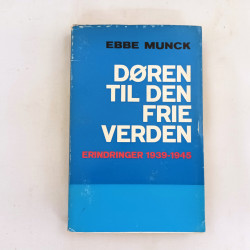 EBBE MUNCK
DØREN
TIL DEN
FRIE
VERDEN
ERINDRINGER 1939-1945